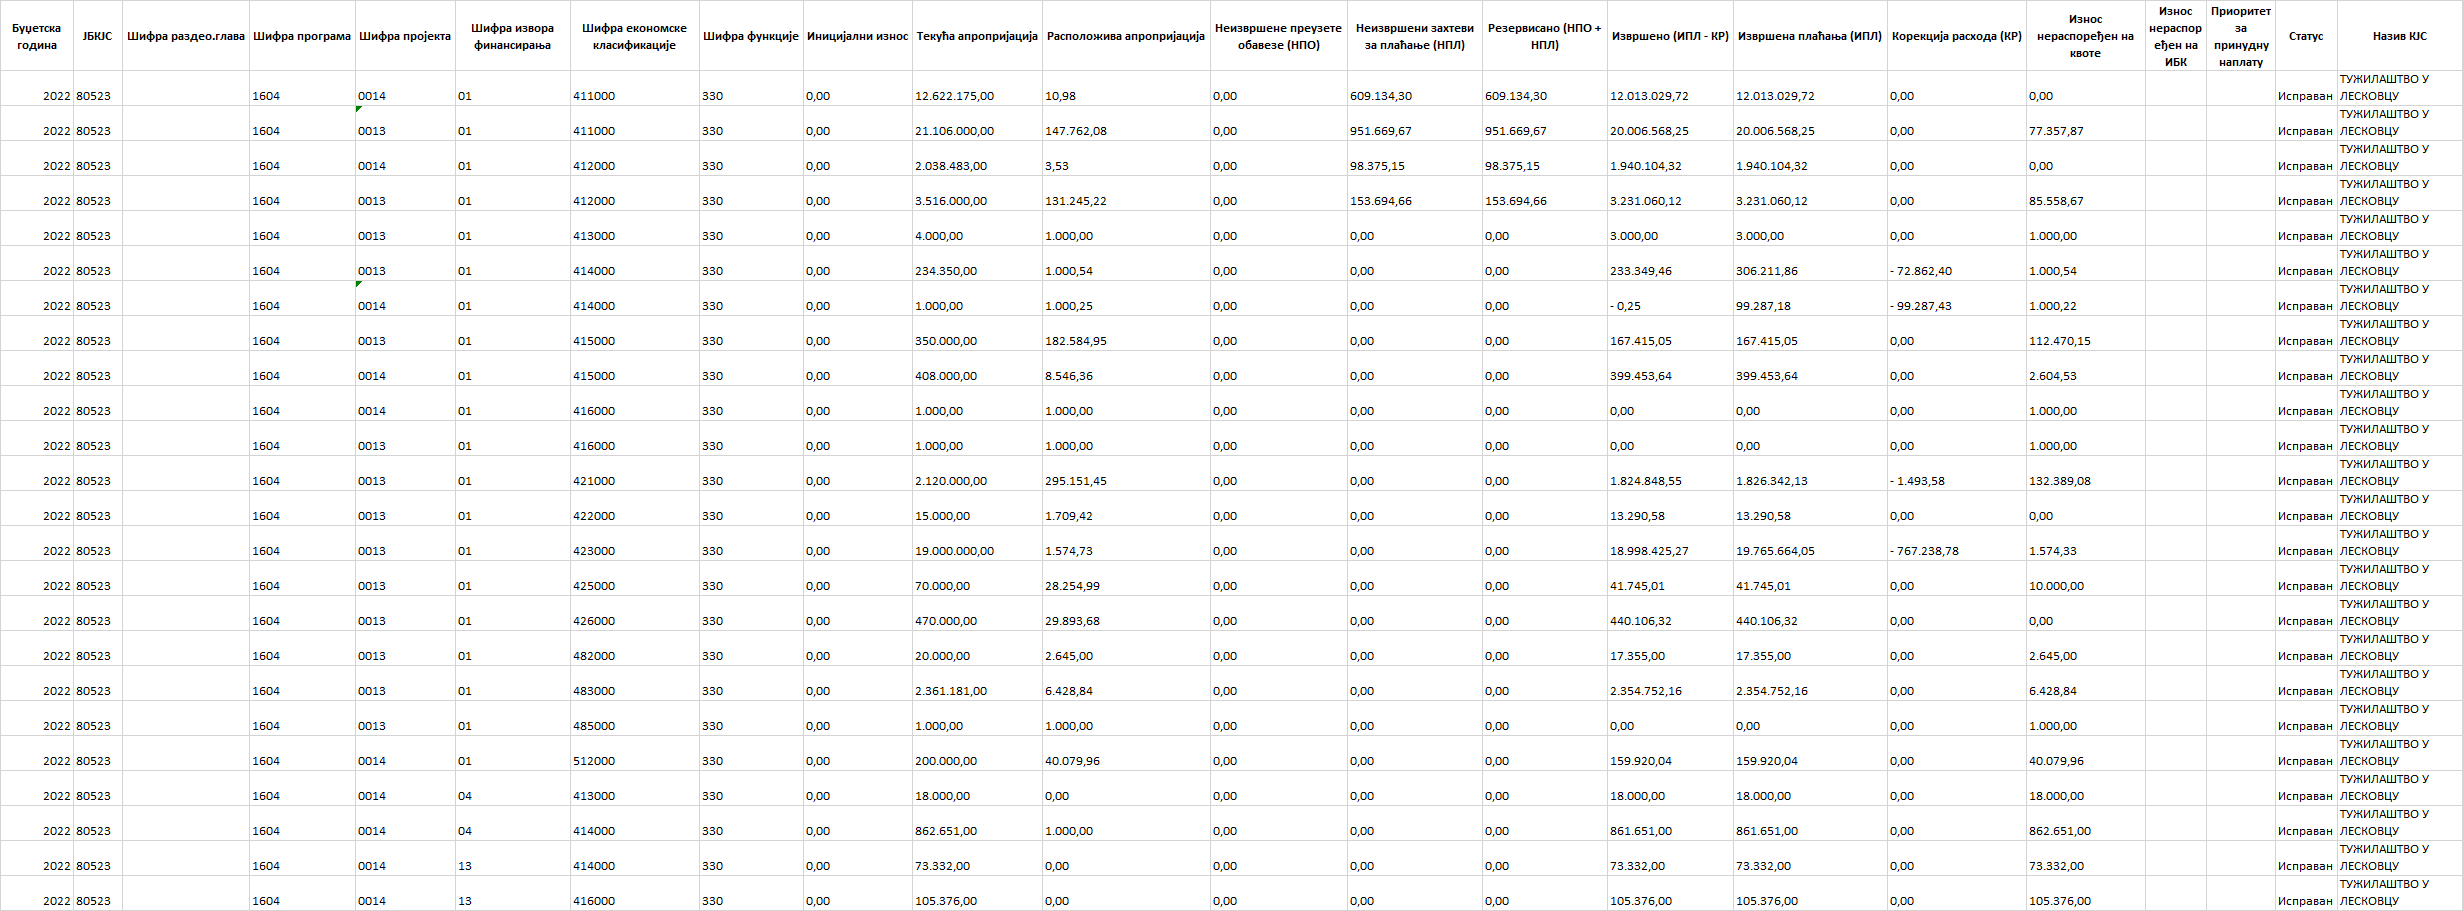 Буџетска година ЈБКЈС Шифра раздео.глава Шифра програма Шифра пројекта Шифра извора финансирања Шифра економске класификације Шифра функције Иницијални износ Текућа апропријација Расположива апропријација Неизвршене преузете обавезе (НПО) Неизвршени захтеви за плаћање (НПЛ) Резервисано (НПО + НПЛ) Извршено (ИПЛ - КР) Извршена плаћања (ИПЛ) Корекција расхода (КР) Износ нераспоређен на квоте Износ нераспоређен на ИБК Приоритет за принудну наплату Статус Назив КЈС
2022 80523 1604 0014 01 411000 330 0,00 12.622.175,00 10,98 0,00 609.134,30 609.134,30 12.013.029,72 12.013.029,72 0,00 0,00 Исправан ТУЖИЛАШТВО У ЛЕСКОВЦУ
2022 80523 1604 0013 01 411000 330 0,00 21.106.000,00 147.762,08 0,00 951.669,67 951.669,67 20.006.568,25 20.006.568,25 0,00 77.357,87 Исправан ТУЖИЛАШТВО У ЛЕСКОВЦУ
2022 80523 1604 0014 01 412000 330 0,00 2.038.483,00 3,53 0,00 98.375,15 98.375,15 1.940.104,32 1.940.104,32 0,00 0,00 Исправан ТУЖИЛАШТВО У ЛЕСКОВЦУ
2022 80523 1604 0013 01 412000 330 0,00 3.516.000,00 131.245,22 0,00 153.694,66 153.694,66 3.231.060,12 3.231.060,12 0,00 85.558,67 Исправан ТУЖИЛАШТВО У ЛЕСКОВЦУ
2022 80523 1604 0013 01 413000 330 0,00 4.000,00 1.000,00 0,00 0,00 0,00 3.000,00 3.000,00 0,00 1.000,00 Исправан ТУЖИЛАШТВО У ЛЕСКОВЦУ
2022 80523 1604 0013 01 414000 330 0,00 234.350,00 1.000,54 0,00 0,00 0,00 233.349,46 306.211,86 - 72.862,40 1.000,54 Исправан ТУЖИЛАШТВО У ЛЕСКОВЦУ
2022 80523 1604 0014 01 414000 330 0,00 1.000,00 1.000,25 0,00 0,00 0,00 - 0,25 99.287,18 - 99.287,43 1.000,22 Исправан ТУЖИЛАШТВО У ЛЕСКОВЦУ
2022 80523 1604 0013 01 415000 330 0,00 350.000,00 182.584,95 0,00 0,00 0,00 167.415,05 167.415,05 0,00 112.470,15 Исправан ТУЖИЛАШТВО У ЛЕСКОВЦУ
2022 80523 1604 0014 01 415000 330 0,00 408.000,00 8.546,36 0,00 0,00 0,00 399.453,64 399.453,64 0,00 2.604,53 Исправан ТУЖИЛАШТВО У ЛЕСКОВЦУ
2022 80523 1604 0014 01 416000 330 0,00 1.000,00 1.000,00 0,00 0,00 0,00 0,00 0,00 0,00 1.000,00 Исправан ТУЖИЛАШТВО У ЛЕСКОВЦУ
2022 80523 1604 0013 01 416000 330 0,00 1.000,00 1.000,00 0,00 0,00 0,00 0,00 0,00 0,00 1.000,00 Исправан ТУЖИЛАШТВО У ЛЕСКОВЦУ
2022 80523 1604 0013 01 421000 330 0,00 2.120.000,00 295.151,45 0,00 0,00 0,00 1.824.848,55 1.826.342,13 - 1.493,58 132.389,08 Исправан ТУЖИЛАШТВО У ЛЕСКОВЦУ
2022 80523 1604 0013 01 422000 330 0,00 15.000,00 1.709,42 0,00 0,00 0,00 13.290,58 13.290,58 0,00 0,00 Исправан ТУЖИЛАШТВО У ЛЕСКОВЦУ
2022 80523 1604 0013 01 423000 330 0,00 19.000.000,00 1.574,73 0,00 0,00 0,00 18.998.425,27 19.765.664,05 - 767.238,78 1.574,33 Исправан ТУЖИЛАШТВО У ЛЕСКОВЦУ
2022 80523 1604 0013 01 425000 330 0,00 70.000,00 28.254,99 0,00 0,00 0,00 41.745,01 41.745,01 0,00 10.000,00 Исправан ТУЖИЛАШТВО У ЛЕСКОВЦУ
2022 80523 1604 0013 01 426000 330 0,00 470.000,00 29.893,68 0,00 0,00 0,00 440.106,32 440.106,32 0,00 0,00 Исправан ТУЖИЛАШТВО У ЛЕСКОВЦУ
2022 80523 1604 0013 01 482000 330 0,00 20.000,00 2.645,00 0,00 0,00 0,00 17.355,00 17.355,00 0,00 2.645,00 Исправан ТУЖИЛАШТВО У ЛЕСКОВЦУ
2022 80523 1604 0013 01 483000 330 0,00 2.361.181,00 6.428,84 0,00 0,00 0,00 2.354.752,16 2.354.752,16 0,00 6.428,84 Исправан ТУЖИЛАШТВО У ЛЕСКОВЦУ
2022 80523 1604 0013 01 485000 330 0,00 1.000,00 1.000,00 0,00 0,00 0,00 0,00 0,00 0,00 1.000,00 Исправан ТУЖИЛАШТВО У ЛЕСКОВЦУ
2022 80523 1604 0014 01 512000 330 0,00 200.000,00 40.079,96 0,00 0,00 0,00 159.920,04 159.920,04 0,00 40.079,96 Исправан ТУЖИЛАШТВО У ЛЕСКОВЦУ
2022 80523 1604 0014 04 413000 330 0,00 18.000,00 0,00 0,00 0,00 0,00 18.000,00 18.000,00 0,00 18.000,00 Исправан ТУЖИЛАШТВО У ЛЕСКОВЦУ
2022 80523 1604 0014 04 414000 330 0,00 862.651,00 1.000,00 0,00 0,00 0,00 861.651,00 861.651,00 0,00 862.651,00 Исправан ТУЖИЛАШТВО У ЛЕСКОВЦУ
2022 80523 1604 0014 13 414000 330 0,00 73.332,00 0,00 0,00 0,00 0,00 73.332,00 73.332,00 0,00 73.332,00 Исправан ТУЖИЛАШТВО У ЛЕСКОВЦУ
2022 80523 1604 0014 13 416000 330 0,00 105.376,00 0,00 0,00 0,00 0,00 105.376,00 105.376,00 0,00 105.376,00 Исправан ТУЖИЛАШТВО У ЛЕСКОВЦУ